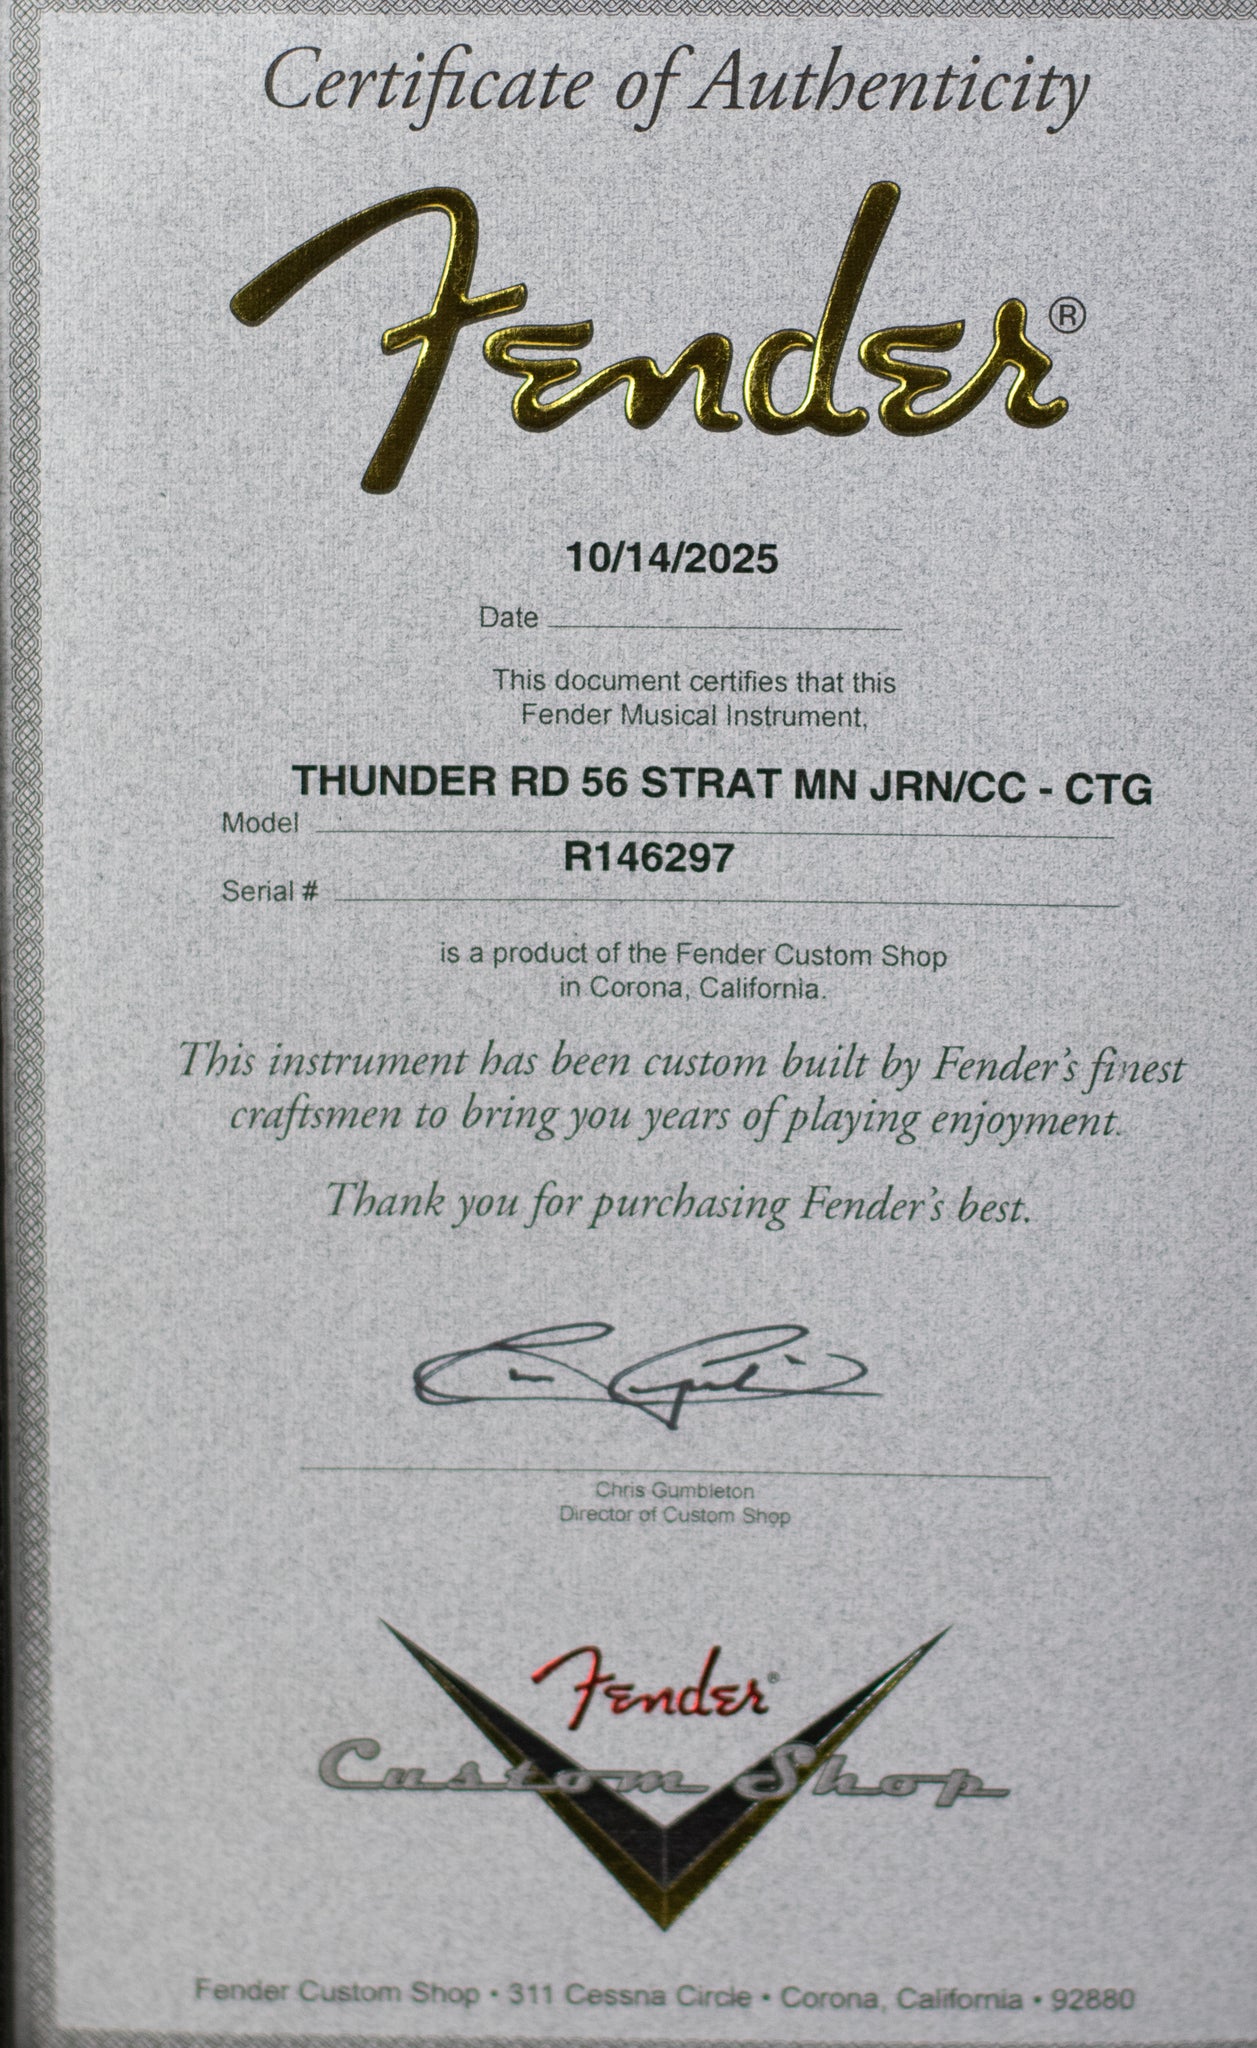 Certificate of Authenticity
Fender®
10/14/2025
Date
This document certifies that this
Fender Musical Instrument,
THUNDER RD 56 STRAT MN JRN/CC - CTG
Model
R146297
Serial #
is a product of the Fender Custom Shop
in Corona, California.
This instrument has been custom built by Fender's finest
craftsmen to bring you years of playing enjoyment.
Thank you for purchasing Fender's best.
Chris Gumbleton
Director of Custom Shop
Fender®
Custom Shop
Fender Custom Shop • 311 Cessna Circle • Corona, California • 92880